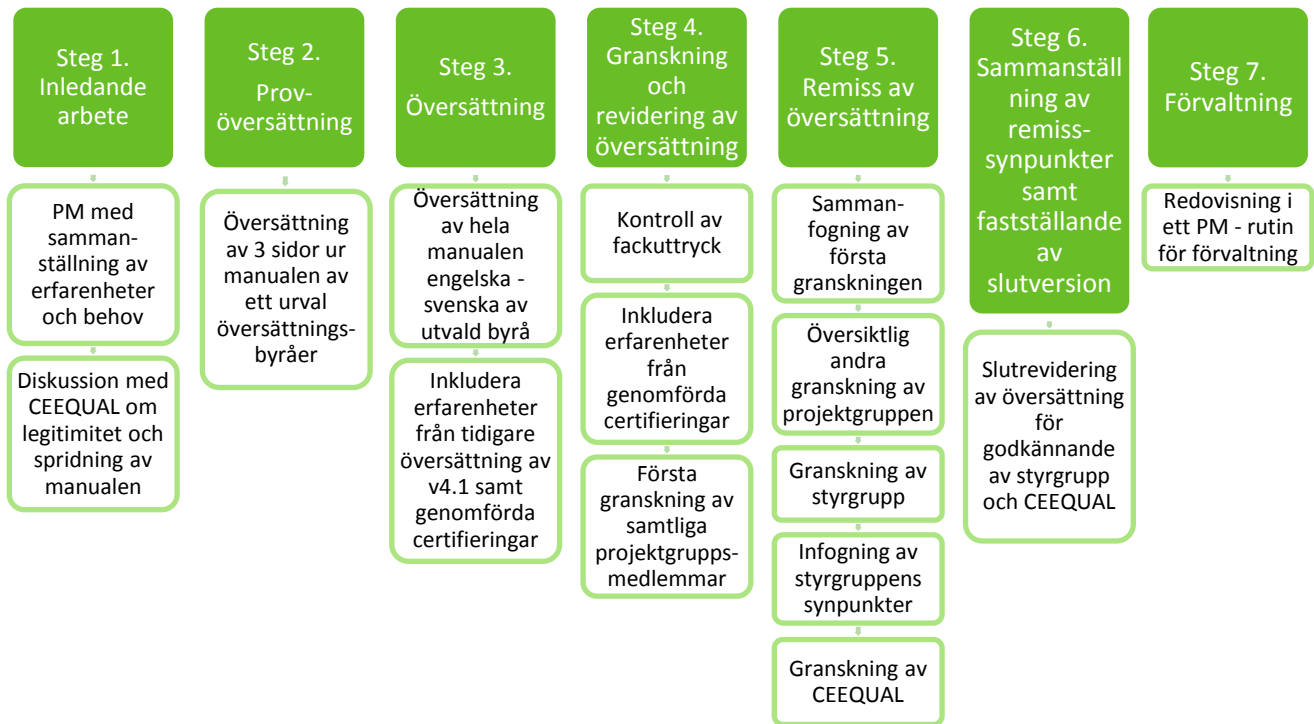 Steg 1.
Inledande
arbete
PM med
samman-
ställning av
erfarenheter
och behov
Diskussion med
CEEQUAL om
legitimitet och
spridning av
manualen
Steg 2.
Prov-
översättning
Översättning
av 3 sidor ur
manualen av
ett urval
översättnings-
byråer
Steg 3.
Översättning
Översättning
av hela
manualen
engelska -
svenska av
utvald byrå
Inkludera
erfarenheter
från tidigare
översättning av
v4.1 samt
genomförda
certifieringar
Steg 4.
Granskning
och
revidering av
översättning
Kontroll av
fackuttryck
Inkludera
erfarenheter
från
genomförda
certifieringar
Första
granskning av
samtliga
projektgrupps-
medlemmar
Steg 5.
Remiss av
översättning
Samman-
fogning av
första
granskningen
Översiktlig
andra
granskning av
projektgruppen
Granskning av
styrgrupp
Infogning av
styrgruppens
synpunkter
Granskning av
CEEQUAL
Steg 6.
Sammanställ
ning av
remiss-
synpunkter
samt
fastställande
av
slutversion
Slutrevidering
av översättning
för
godkännande
av styrgrupp
och CEEQUAL
Steg 7.
Förvaltning
Redovisning i
ett PM - rutin
för förvaltning